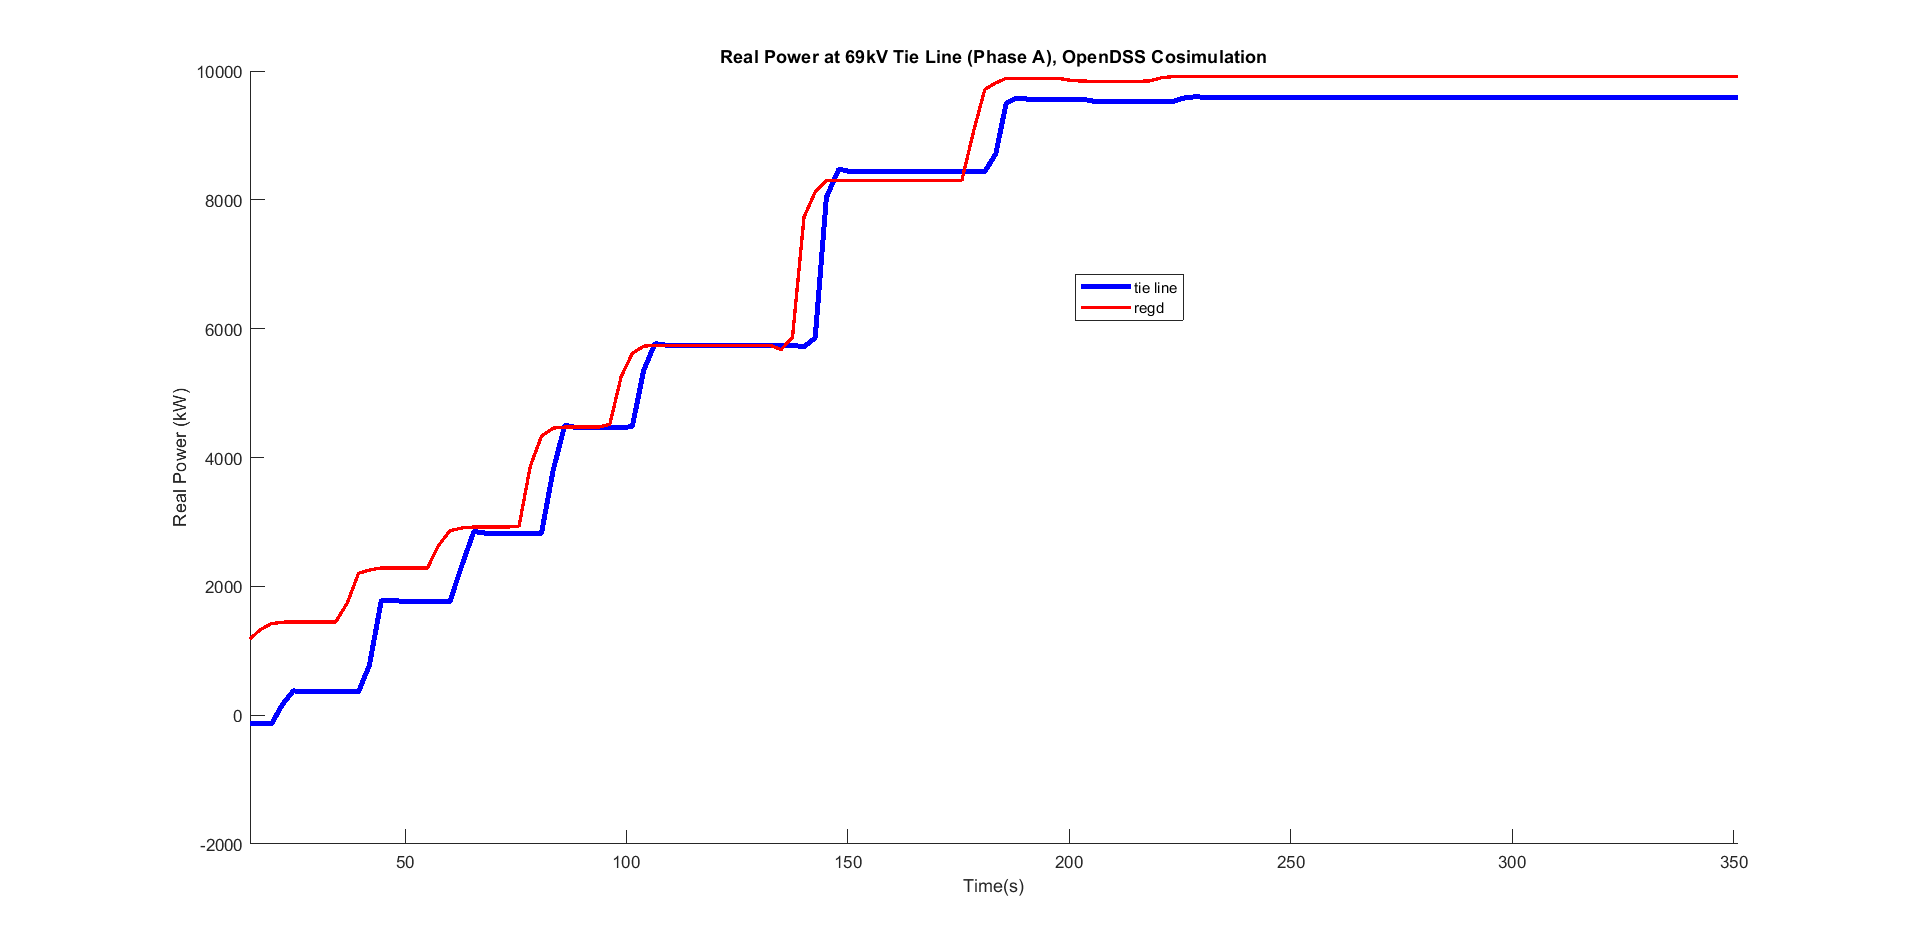 Real Power at 69kV Tie Line (Phase A), OpenDSS Cosimulation
10000
8000
6000
4000
2000
0
-2000
Real Power (kW)
tie line
regd
50 100 150 200 250 300 350
Time(s)